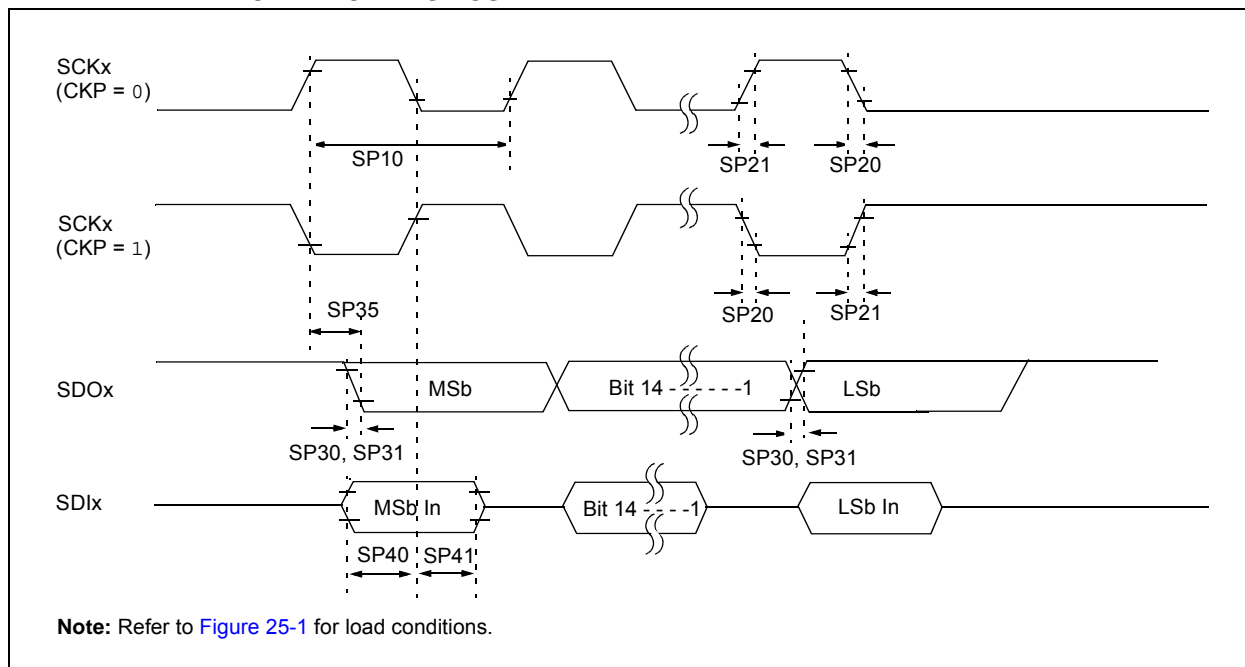 SCKx
(CKP = 0)
SP10
SP21
SP20
SCKx
(CKP = 1)
SP35
SP20
SP21
SDOx
MSb
Bit 14 - - - - - -1
LSb
SP30, SP31
SP30, SP31
SDIx
MSb In
Bit 14 - - - -1
LSb In
SP40
SP41
Note: Refer to Figure 25-1 for load conditions.